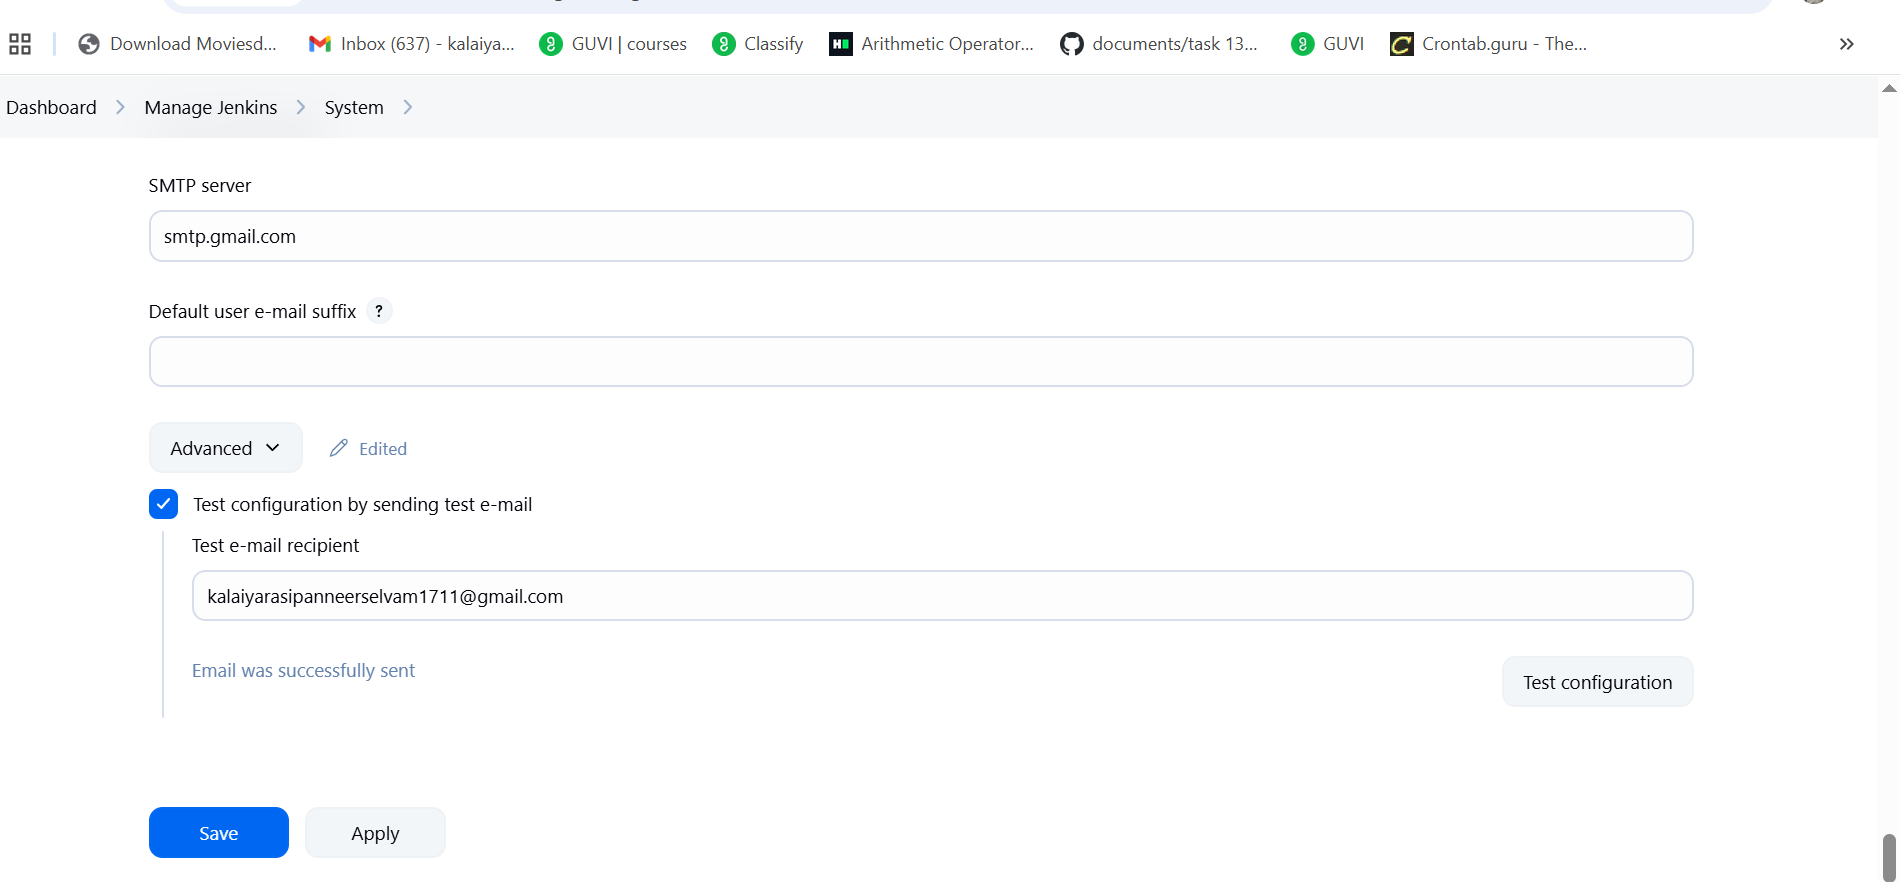 Download Moviesd... Inbox (637) - kalaiya... GUVI | courses Classify Arithmetic Operator... documents/task 13... GUVI Crontab.guru - The...
Dashboard Manage Jenkins System
SMTP server
smtp.gmail.com
Default user e-mail suffix ?
Advanced Edited
Test configuration by sending test e-mail
Test e-mail recipient
kalaiyarasipanneerselvam1711@gmail.com
Email was successfully sent
Test configuration
Save Apply